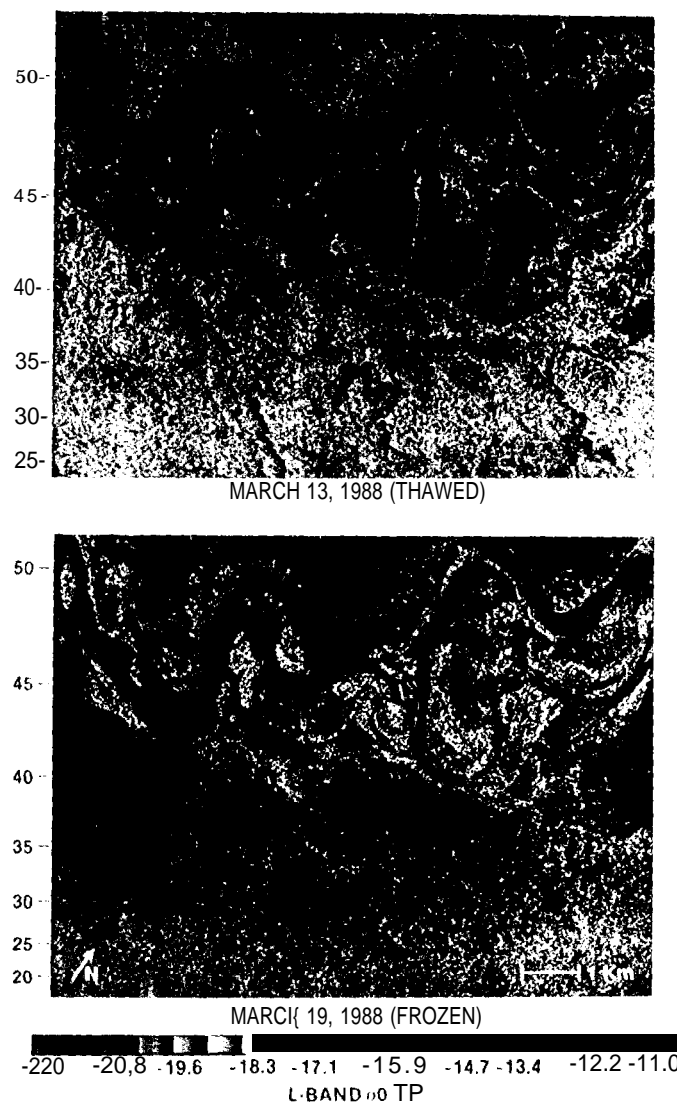 50-
45-
40-
35-
30-
25-
MARCH 13, 1988 (THAWED)
50
45
40
35
30
25
20
N
1 Km
MARCI{ 19, 1988 (FROZEN)
-220 -20,8 -19.6 -18.3 -17.1 -15.9 -14.7 -13.4 -12.2 -11.0
L-BAND TP